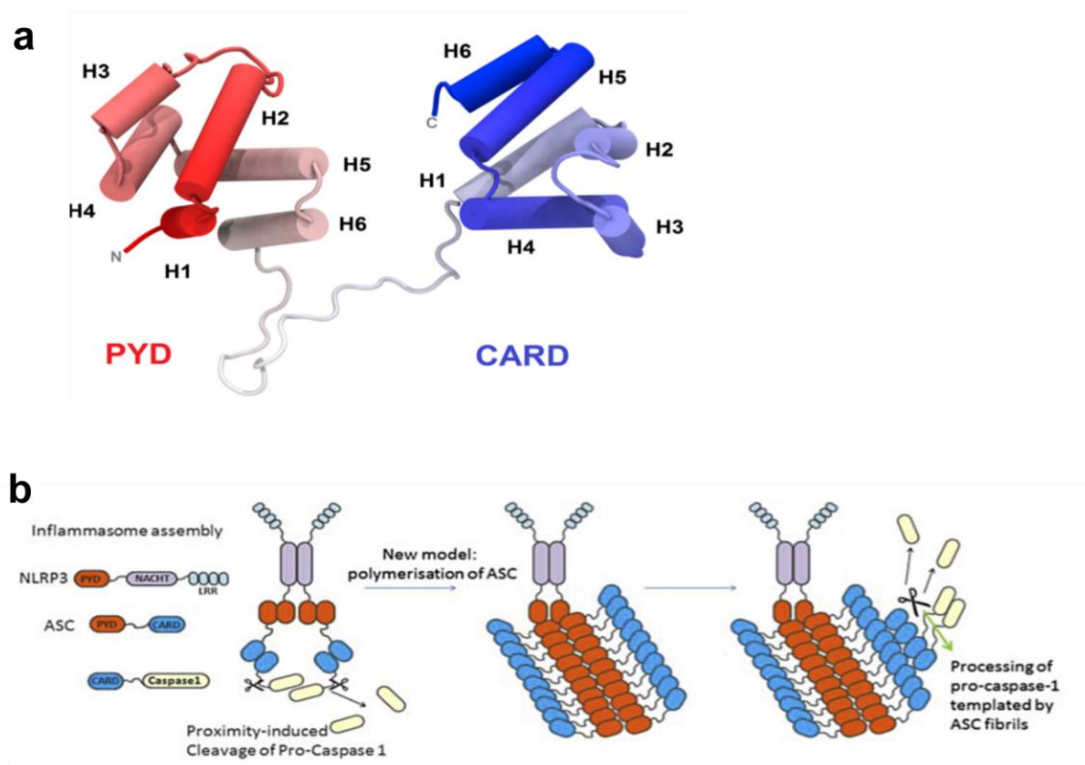 a
H3
H2
H5
H4
H6
N
H1
PYD
H6
H5
C
H2
H1
H3
H4
CARD
b
Inflammasome assembly
NLRP3 PYD NACHT LRR
ASC PYD CARD
CARD Caspase1
Proximity-induced
Cleavage of Pro-Caspase 1
New model:
polymerisation of ASC
Processing of
pro-caspase-1
templated by
ASC fibrils